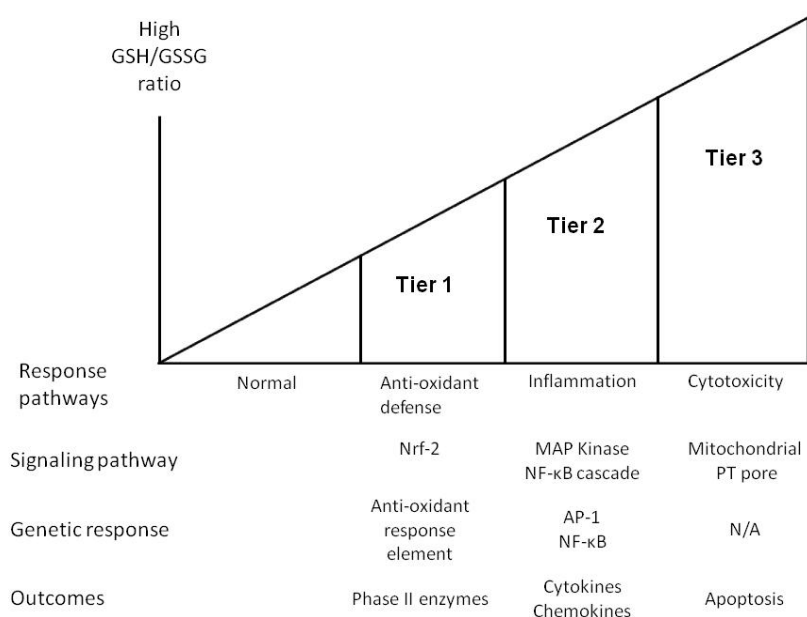 High
GSH/GSSG
ratio
Tier 3
Tier 2
Tier 1
Response
pathways
Normal
Anti-oxidant
defense
Inflammation
Cytotoxicity
Signaling pathway
Nrf-2
MAP Kinase
NF-κB cascade
Mitochondrial
PT pore
Genetic response
Anti-oxidant
response
element
AP-1
NF-κB
N/A
Outcomes
Phase II enzymes
Cytokines
Chemokines
Apoptosis